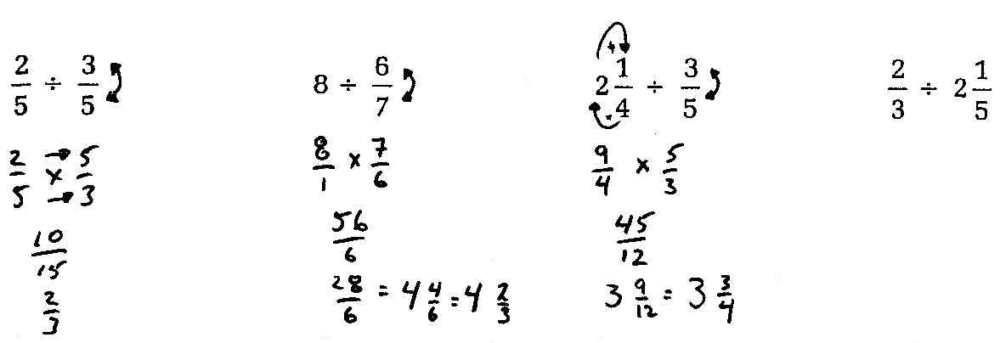 2/5 ÷ 3/5
2/5 × 5/3
10/15
2/3
8 ÷ 6/7
8/1 × 7/6
56/6
28/6 = 4 4/6 = 4 2/3
2 1/4 ÷ 3/5
+
·
9/4 × 5/3
45/12
3 9/12 = 3 3/4
2/3 ÷ 2 1/5